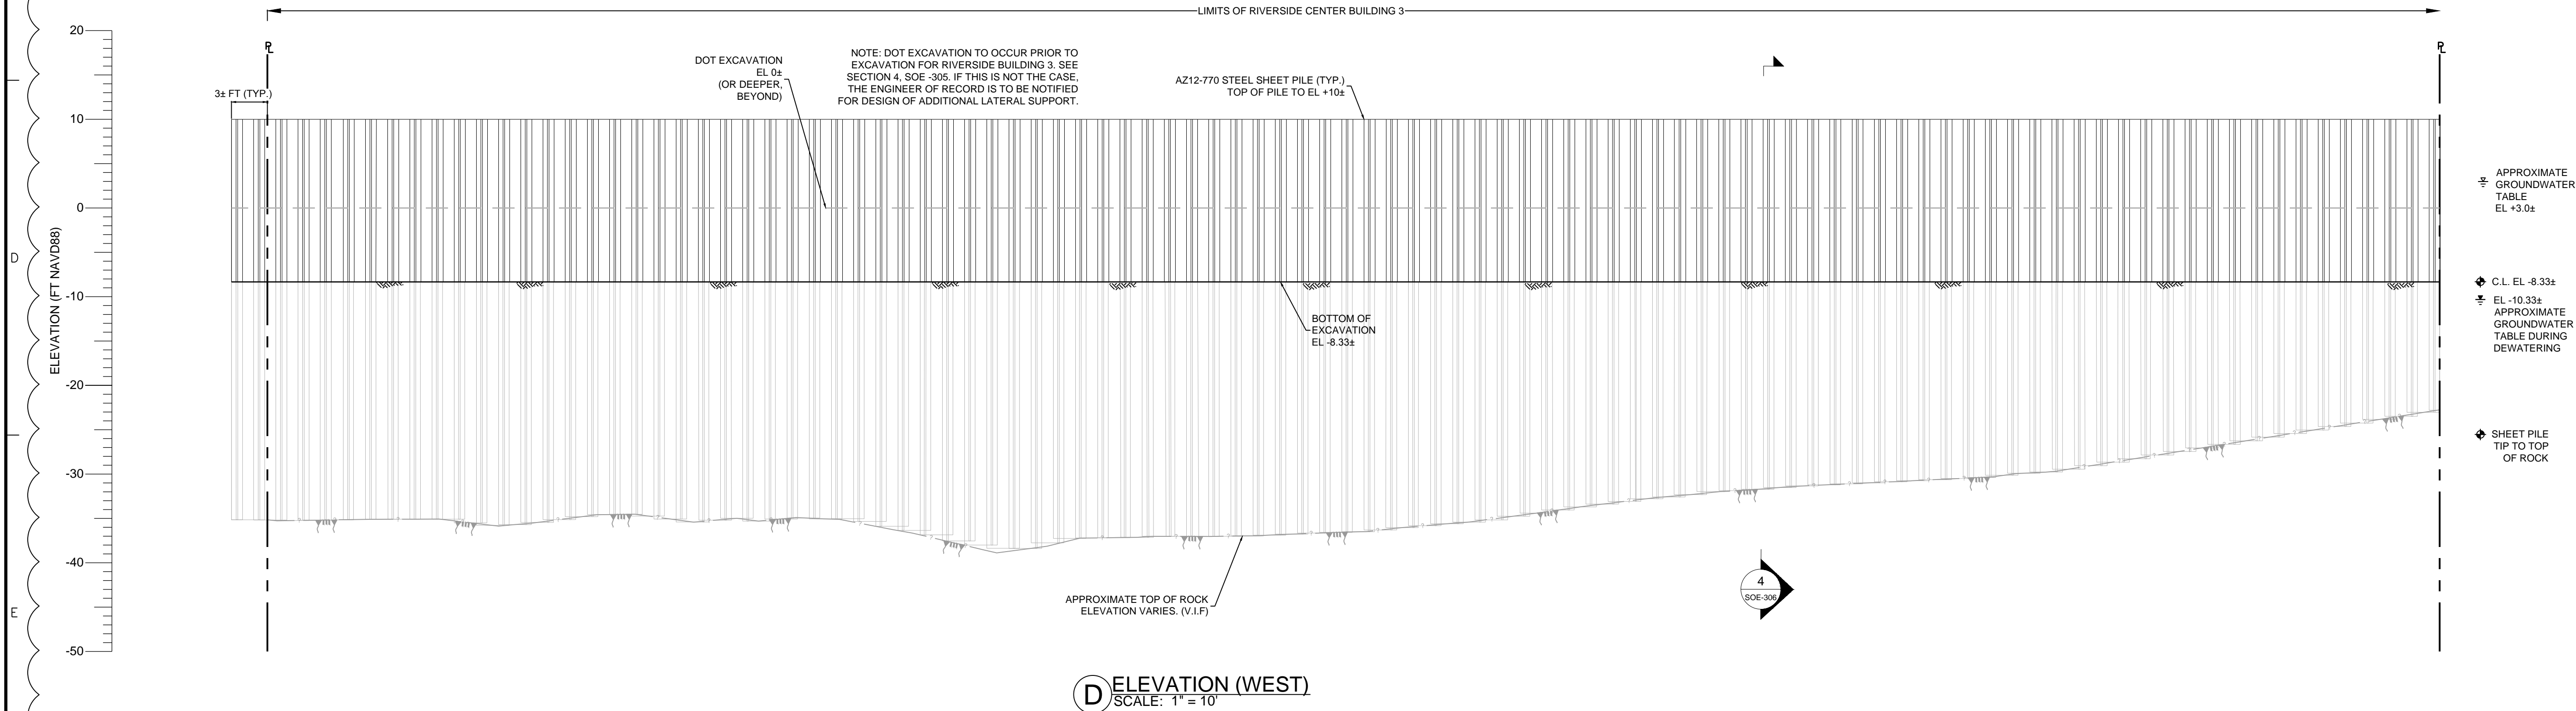 LIMITS OF RIVERSIDE CENTER BUILDING 3
20
10
0
-10
-20
-30
-40
-50
ELEVATION (FT NAVD88)
D
E
PL
PL
3± FT (TYP.)
DOT EXCAVATION
EL 0±
(OR DEEPER,
BEYOND)
NOTE: DOT EXCAVATION TO OCCUR PRIOR TO
EXCAVATION FOR RIVERSIDE BUILDING 3. SEE
SECTION 4, SOE -305. IF THIS IS NOT THE CASE,
THE ENGINEER OF RECORD IS TO BE NOTIFIED
FOR DESIGN OF ADDITIONAL LATERAL SUPPORT.
AZ12-770 STEEL SHEET PILE (TYP.)
TOP OF PILE TO EL +10±
APPROXIMATE
GROUNDWATER
TABLE
EL +3.0±
C.L. EL -8.33±
EL -10.33±
APPROXIMATE
GROUNDWATER
TABLE DURING
DEWATERING
BOTTOM OF
EXCAVATION
EL -8.33±
SHEET PILE
TIP TO TOP
OF ROCK
APPROXIMATE TOP OF ROCK
ELEVATION VARIES. (V.I.F)
4
SOE-306
D
ELEVATION (WEST)
SCALE: 1" = 10'